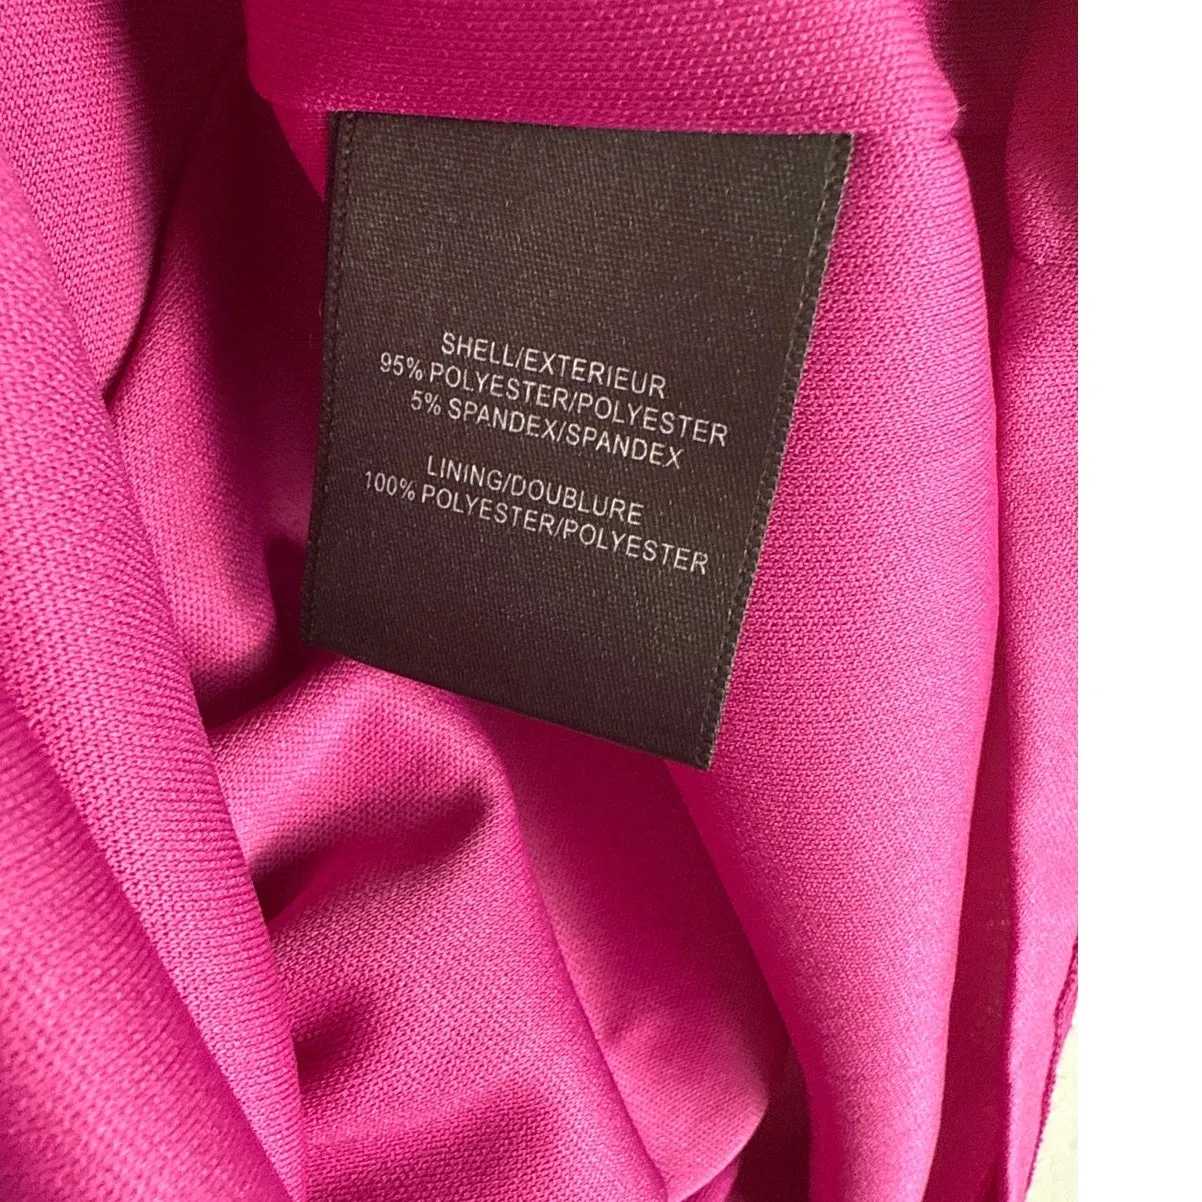 SHELL/EXTERIEUR
95% POLYESTER/POLYESTER
5% SPANDEX/SPANDEX
LINING/DOUBLURE
100% POLYESTER/POLYESTER